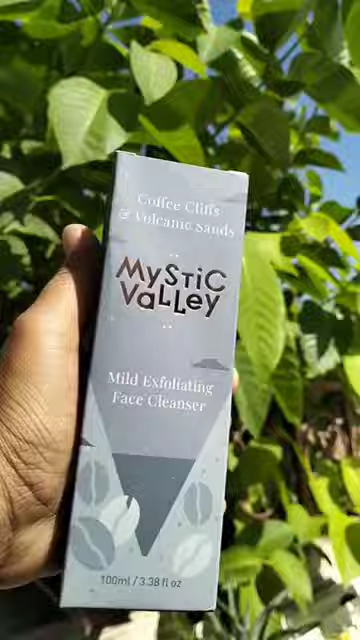 Coffee Cliffs
& Volcanic Sands
MYSTIC
VALLEY
Mild Exfoliating
Face Cleanser
100ml / 3.38 fl oz